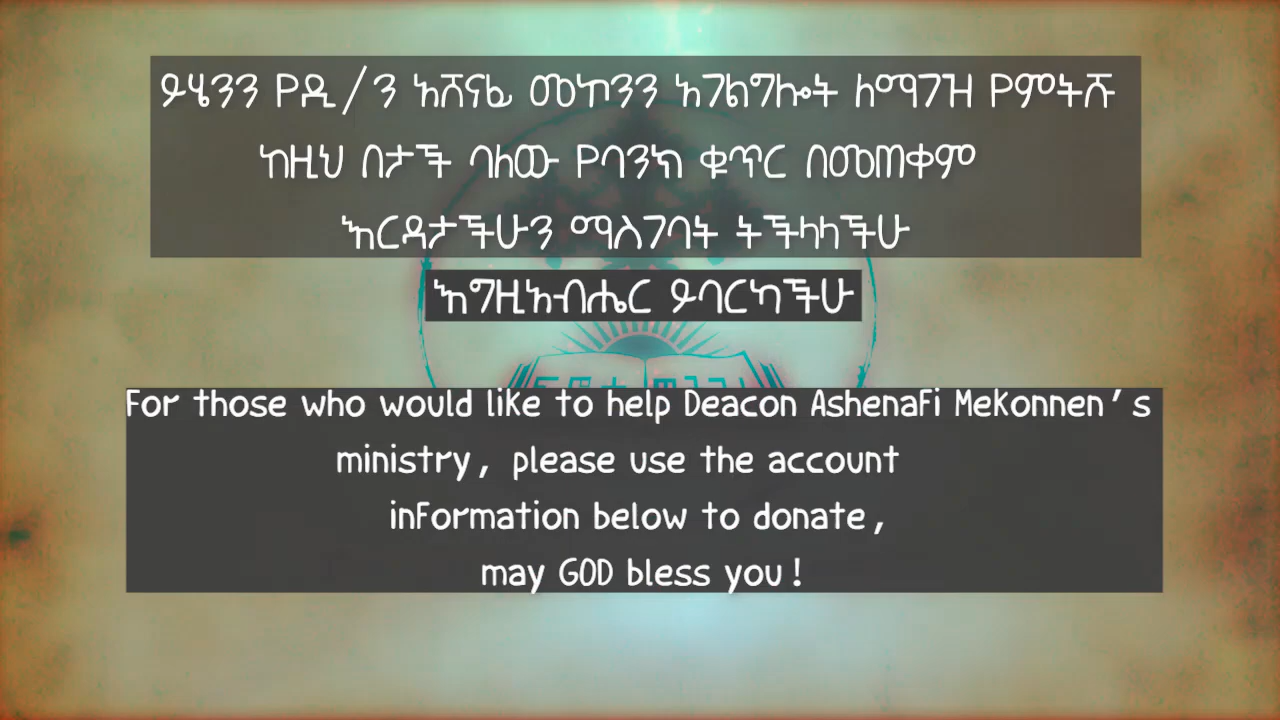 ይሄንን የዲ/ን አሸናፊ መኮንን አገልግሎት ለማገዝ የምትሹ
ከዚህ በታች ባለው የባንክ ቁጥር በመጠቀም
እርዳታችሁን ማስገባት ትችላላችሁ
እግዚአብሔር ይባርካችሁ
For those who would like to help Deacon Ashenafi Mekonnen's
ministry, please use the account
information below to donate,
may GOD bless you!